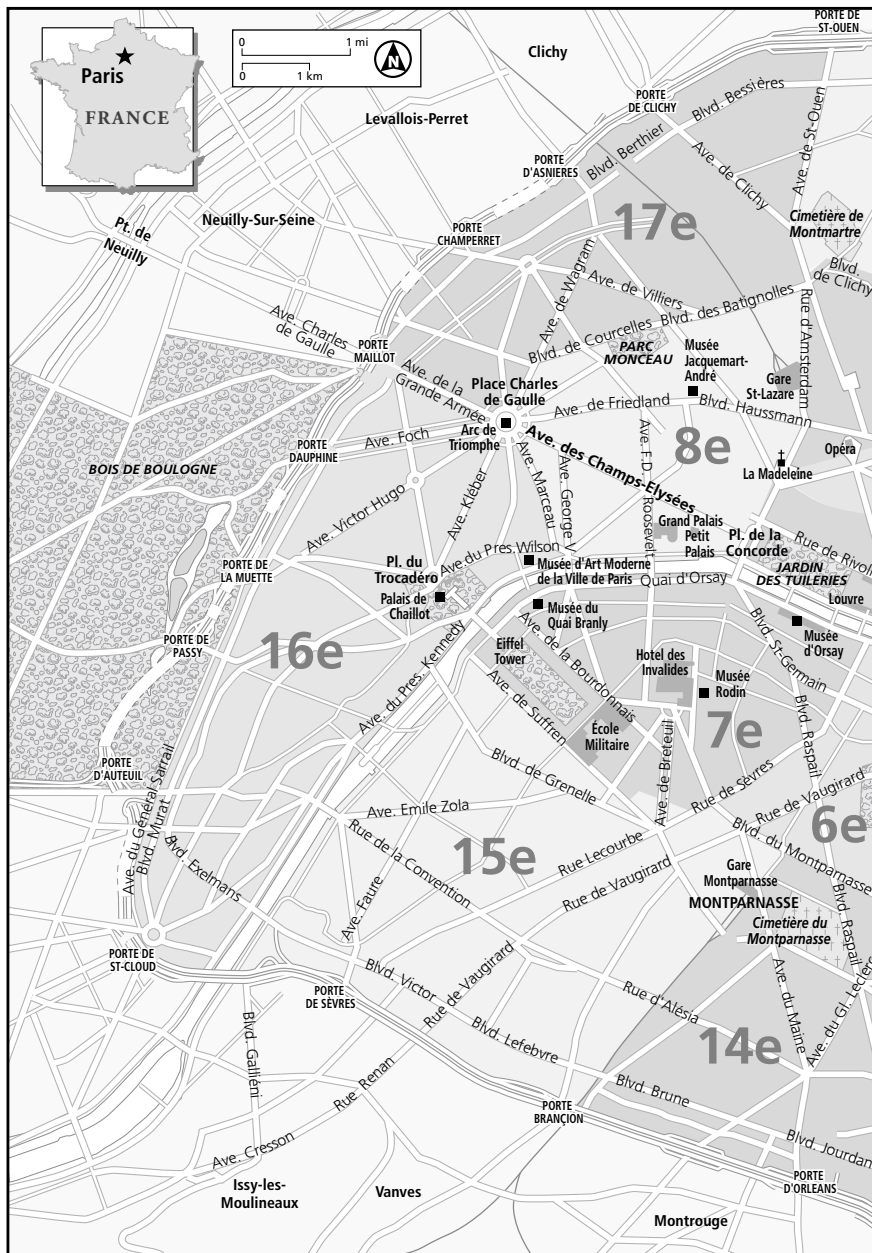 Paris
FRANCE
0
1 mi
0
1 km
N
PORTE DE
ST-OUEN
Clichy
PORTE
DE CLICHY
Blvd. Bessières
Levallois-Perret
Ave. de St-Ouen
Blvd. Berthier
Ave. de Clichy
PORTE
D'ASNIERES
Neuilly-Sur-Seine
17e
Cimetière de
Montmartre
Pt. de
Neuilly
PORTE
CHAMPERRET
Blvd.
de Clichy
Ave. de Wagram
Ave. de Villiers
Blvd. des Batignolles
Rue d'Amsterdam
Ave. Charles
de Gaulle
PORTE
MAILLOT
Blvd. de Courcelles
PARC
MONCEAU
Musée
Jacquemart-
Andrè
Gare
St-Lazare
Ave. de la
Grande Armée
Place Charles
de Gaulle
Ave. de Friedland
Blvd. Haussmann
Arc de
Triomphe
Ave. Foch
PORTE
DAUPHINE
Ave. des Champs-Elysées
8e
Opéra
La Madeleine
BOIS DE BOULOGNE
Ave. Victor Hugo
Ave. Kléber
Ave. Marceau
Ave. George V
Ave. F.D.
Roosevelt
Grand Palais
Petit
Palais
Pl. de la
Concorde
Rue de Rivoli
PORTE DE
LA MUETTE
Pl. du
Trocadéro
Ave du Pres. Wilson
Musée d'Art Moderne
de la Ville de Paris
Quai d'Orsay
JARDIN
DES TUILERIES
Palais de
Chaillot
Musée du
Quai Branly
Louvre
PORTE DE
PASSY
16e
Ave. du Pres. Kennedy
Eiffel
Tower
Ave. de la Bourdonnais
Hotel des
Invalides
Blvd. St-Germain
Musée
d'Orsay
Musée
Rodin
Ave. de Suffren
École
Militaire
7e
Blvd. Raspail
PORTE
D'AUTEUIL
Blvd. de Grenelle
Ave. de Breteuil
Rue de Sèvres
Rue de Vaugirard
6e
Ave. du Général Sarrail
Blvd. Murat
Blvd. Exelmans
Ave. Emile Zola
Rue de la Convention
15e
Rue Lecourbe
Rue de Vaugirard
Blvd. du Montparnasse
Gare
Montparnasse
MONTPARNASSE
Cimetière du
Montparnasse
Blvd. Raspail
Ave. Faure
PORTE DE
ST-CLOUD
PORTE
DE SÈVRES
Blvd. Victor
Rue de Vaugirard
Rue d'Alésia
Ave. du Maine
Ave. du Gl. Leclerc
Blvd. Galliéni
Blvd. Lefebvre
14e
Rue Renan
Blvd. Brune
PORTE
BRANÇION
Ave. Cresson
Blvd. Jourdan
PORTE
D'ORLEANS
Issy-les-
Moulineaux
Vanves
Montrouge